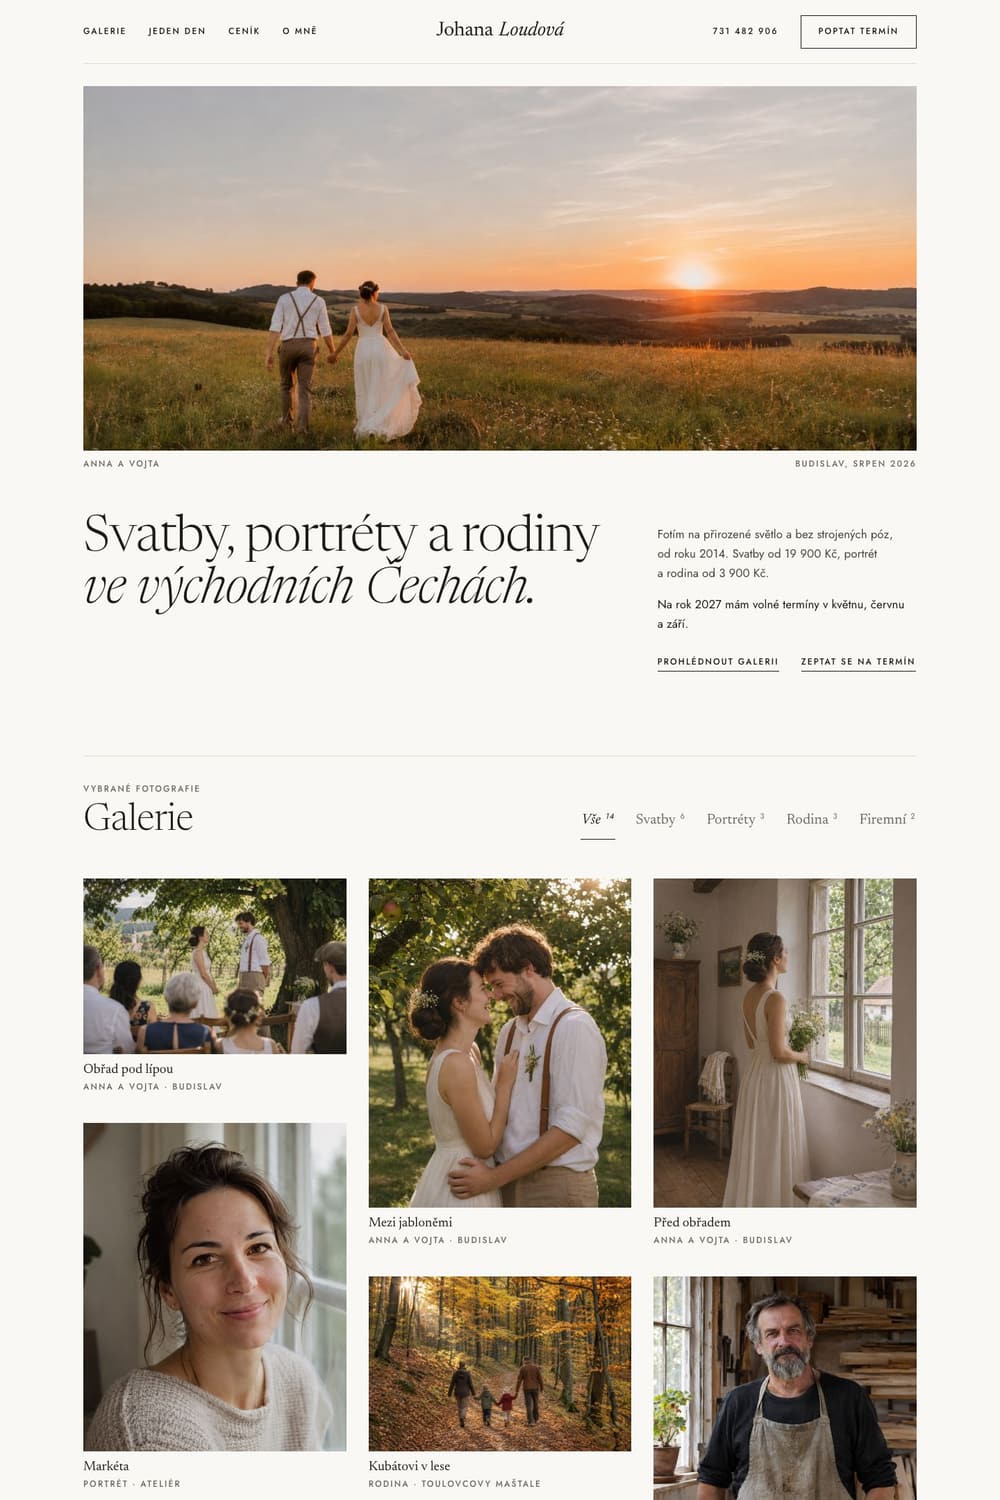 GALERIE JEDEN DEN CENÍK O MNĚ Johana Loudová 731 482 906 POPTAT TERMÍN
ANNA A VOJTA BUDISLAV, SRPEN 2026
Svatby, portréty a rodiny
ve východních Čechách.
Fotím na přirozené světlo a bez strojených póz,
od roku 2014. Svatby od 19 900 Kč, portrét
a rodina od 3 900 Kč.
Na rok 2027 mám volné termíny v květnu, červnu
a září.
PROHLÉDNOUT GALERII ZEPTAT SE NA TERMÍN
VYBRANÉ FOTOGRAFIE
Galerie
Vše 14 Svatby 6 Portréty 3 Rodina 3 Firemní 2
Obřad pod lípou
ANNA A VOJTA · BUDISLAV
Mezi jabloněmi
ANNA A VOJTA · BUDISLAV
Před obřadem
ANNA A VOJTA · BUDISLAV
Markéta
PORTRÉT · ATELIÉR
Kubátovi v lese
RODINA · TOULOVCOVY MAŠTALE